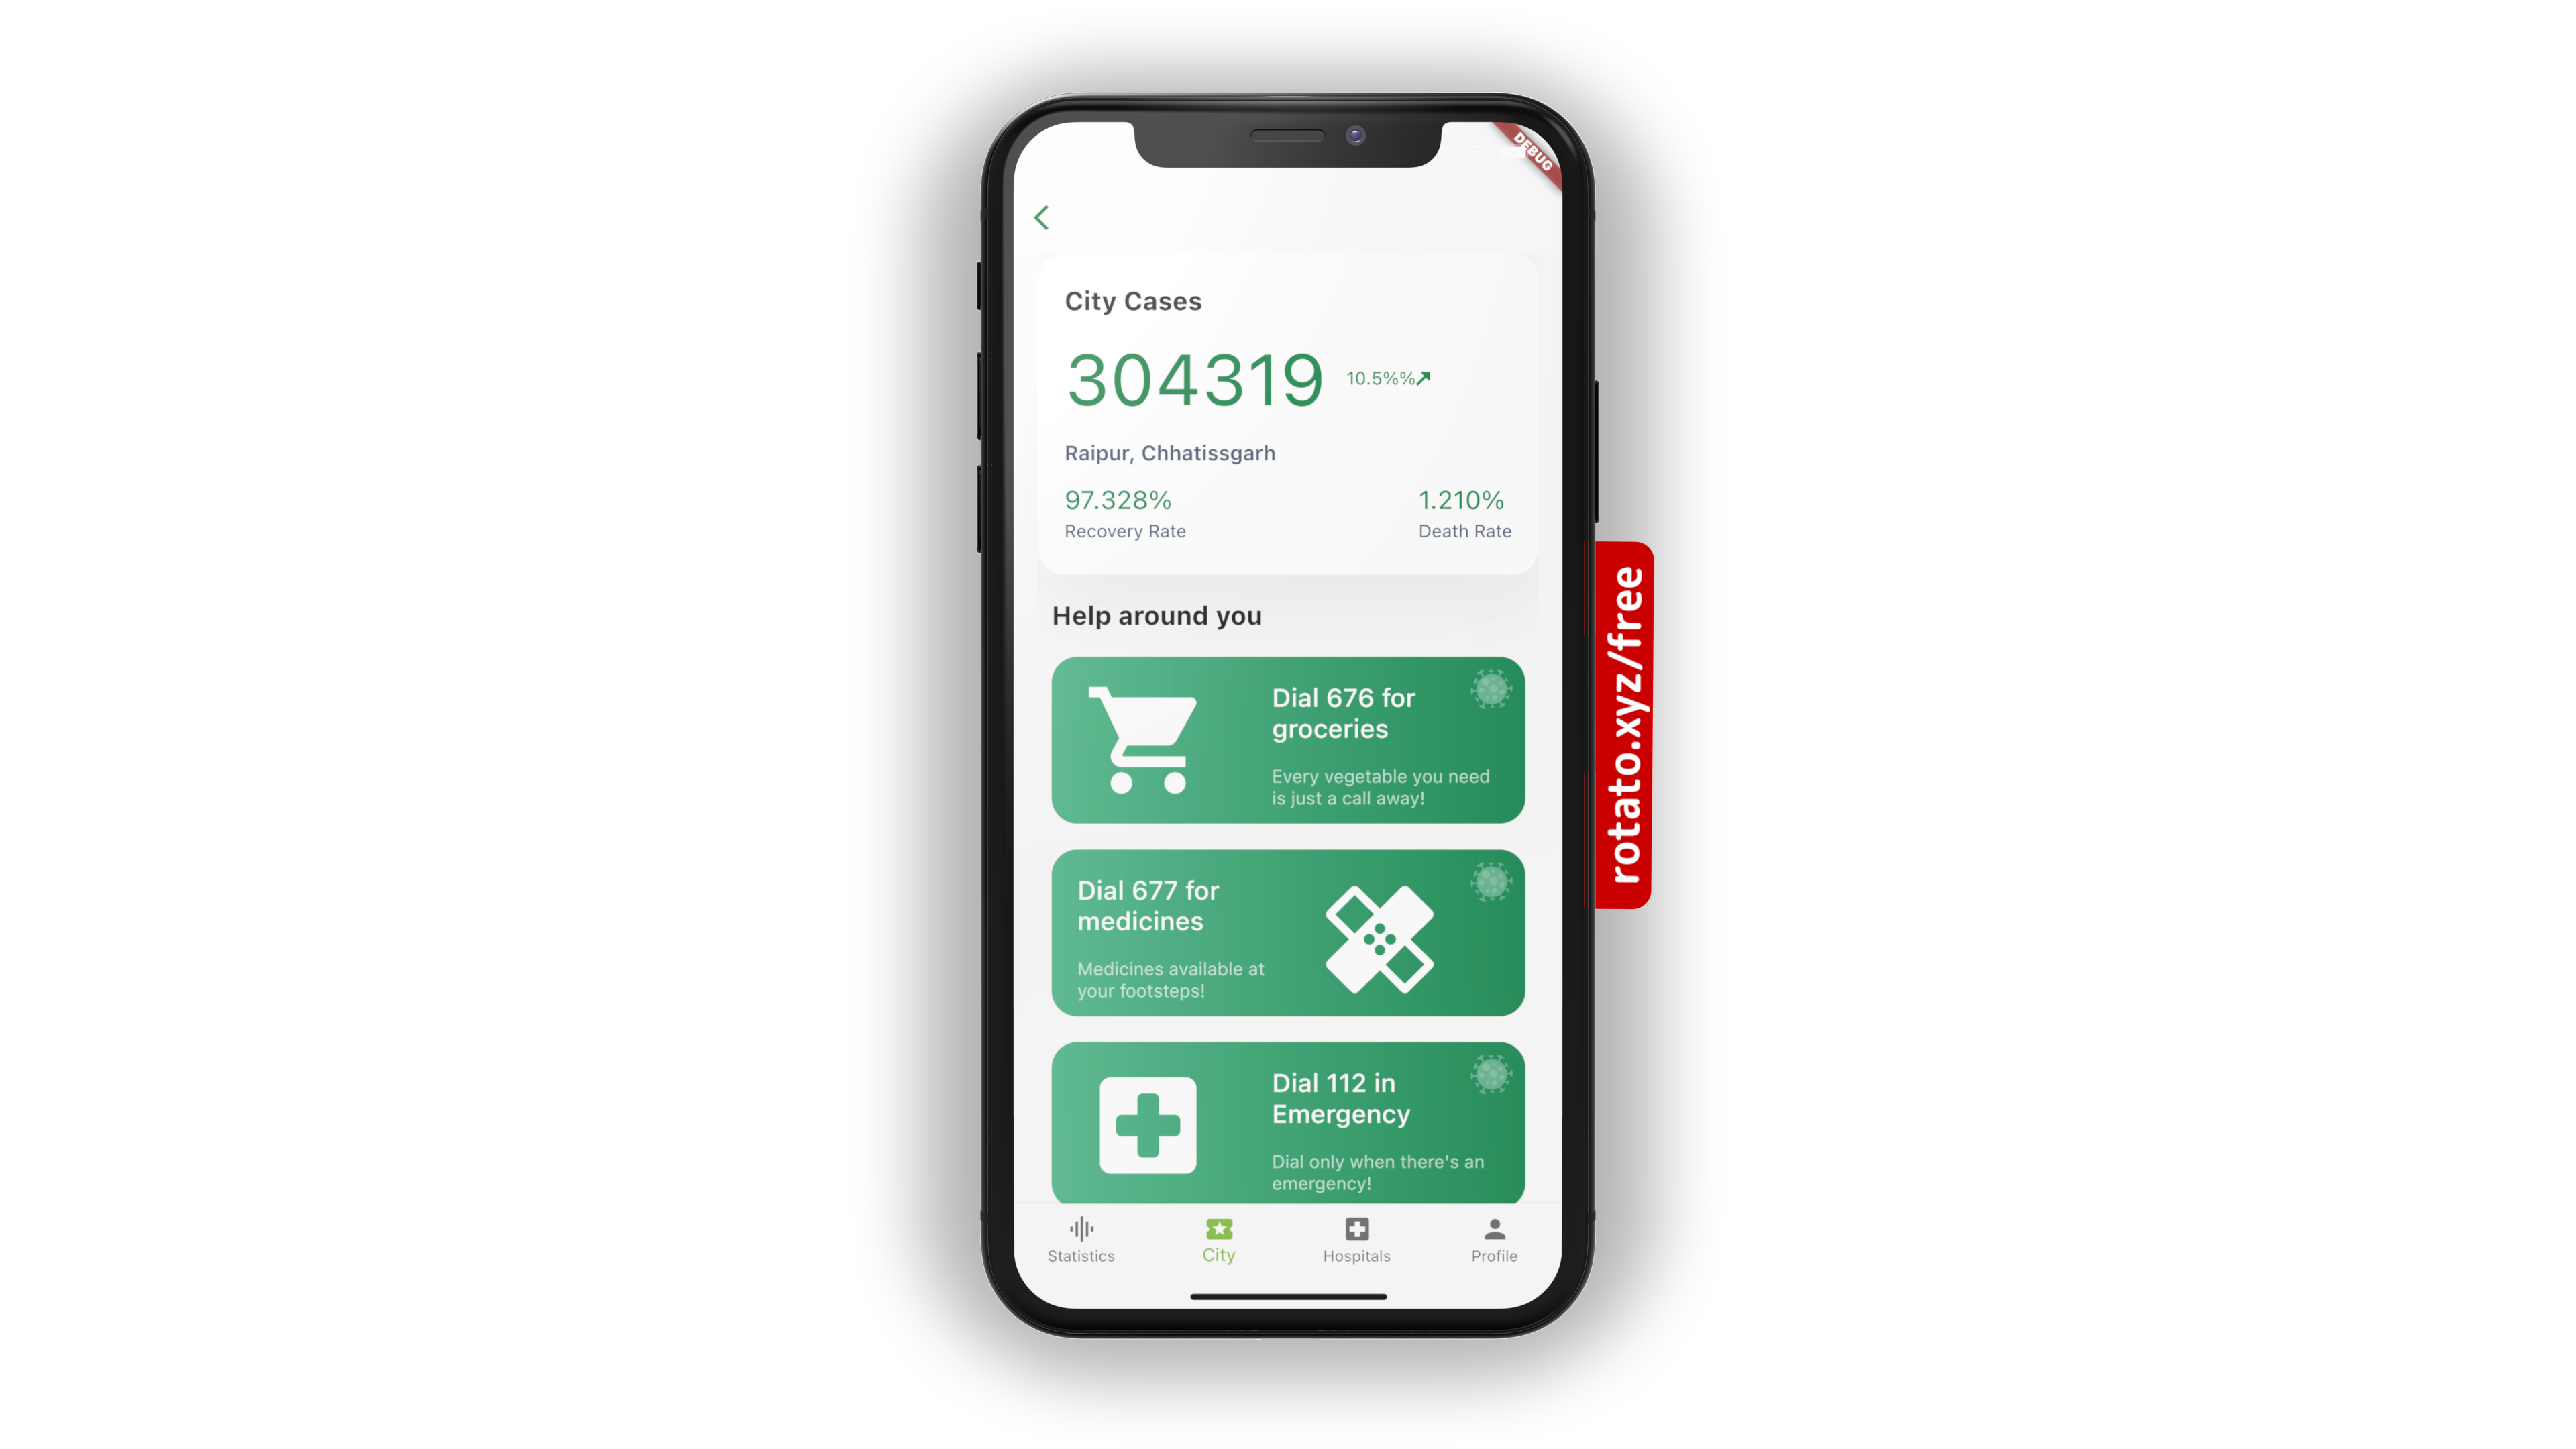 DEBUG
City Cases
304319 10.5%%
Raipur, Chhatissgarh
97.328% 1.210%
Recovery Rate Death Rate
Help around you
Dial 676 for
groceries
Every vegetable you need
is just a call away!
Dial 677 for
medicines
Medicines available at
your footsteps!
Dial 112 in
Emergency
Dial only when there's an
emergency!
Statistics City Hospitals Profile
rotato.xyz/free